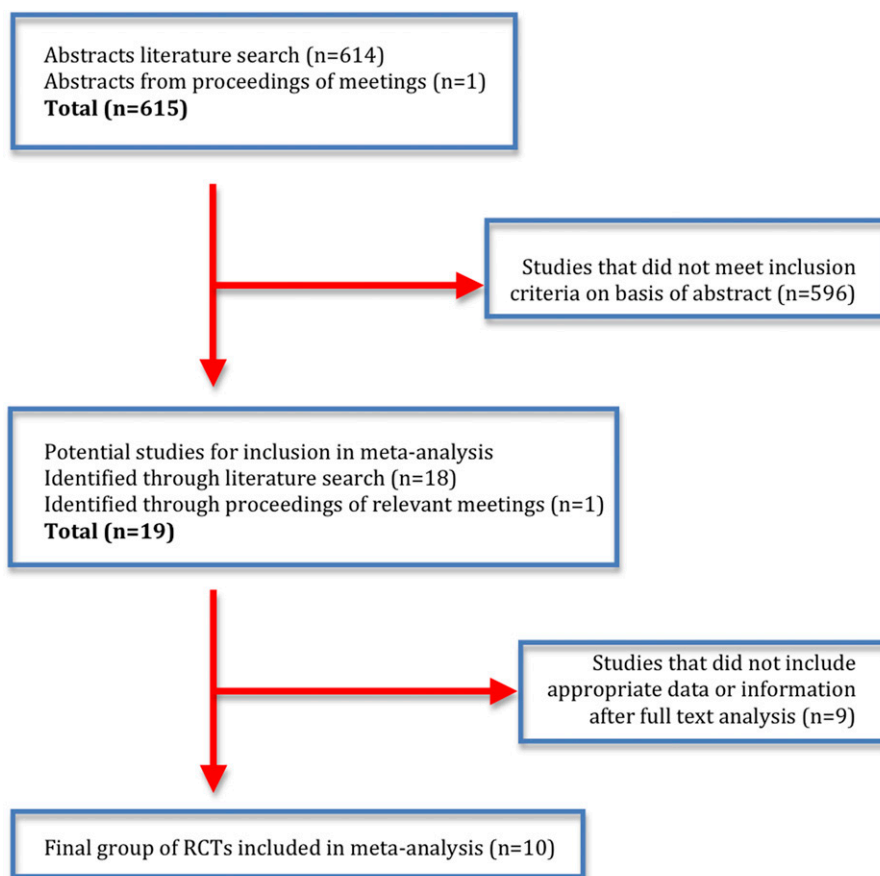 Abstracts literature search (n=614)
Abstracts from proceedings of meetings (n=1)
Total (n=615)
Studies that did not meet inclusion
criteria on basis of abstract (n=596)
Potential studies for inclusion in meta-analysis
Identified through literature search (n=18)
Identified through proceedings of relevant meetings (n=1)
Total (n=19)
Studies that did not include
appropriate data or information
after full text analysis (n=9)
Final group of RCTs included in meta-analysis (n=10)